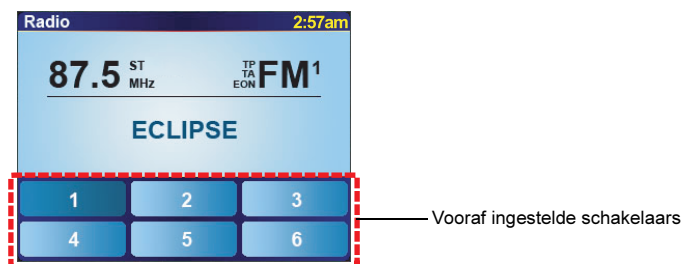 Radio 2:57am
87.5 ST MHz TP TA EON FM1
ECLIPSE
1 2 3
4 5 6
Vooraf ingestelde schakelaars